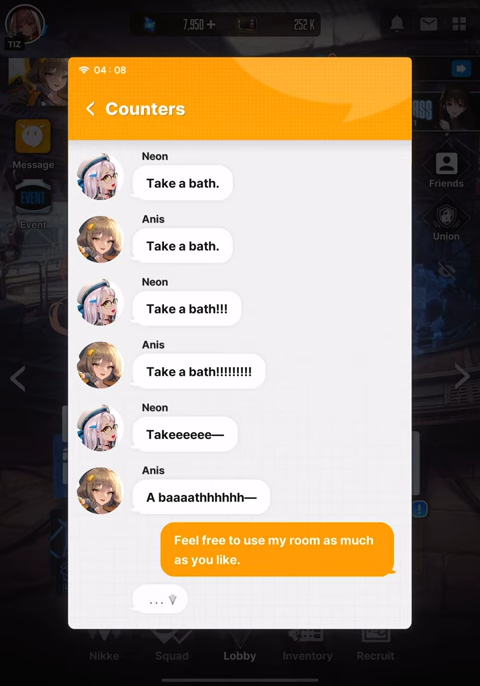 TIZ
7,950 +
252 K
04 : 08
Counters
Message
EVENT
Event
Friends
Union
Neon
Take a bath.
Anis
Take a bath.
Neon
Take a bath!!!
Anis
Take a bath!!!!!!!!!
Neon
Takeeeeee—
Anis
A baaaathhhhhh—
Feel free to use my room as much
as you like.
...
Nikke
Squad
Lobby
Inventory
Recruit